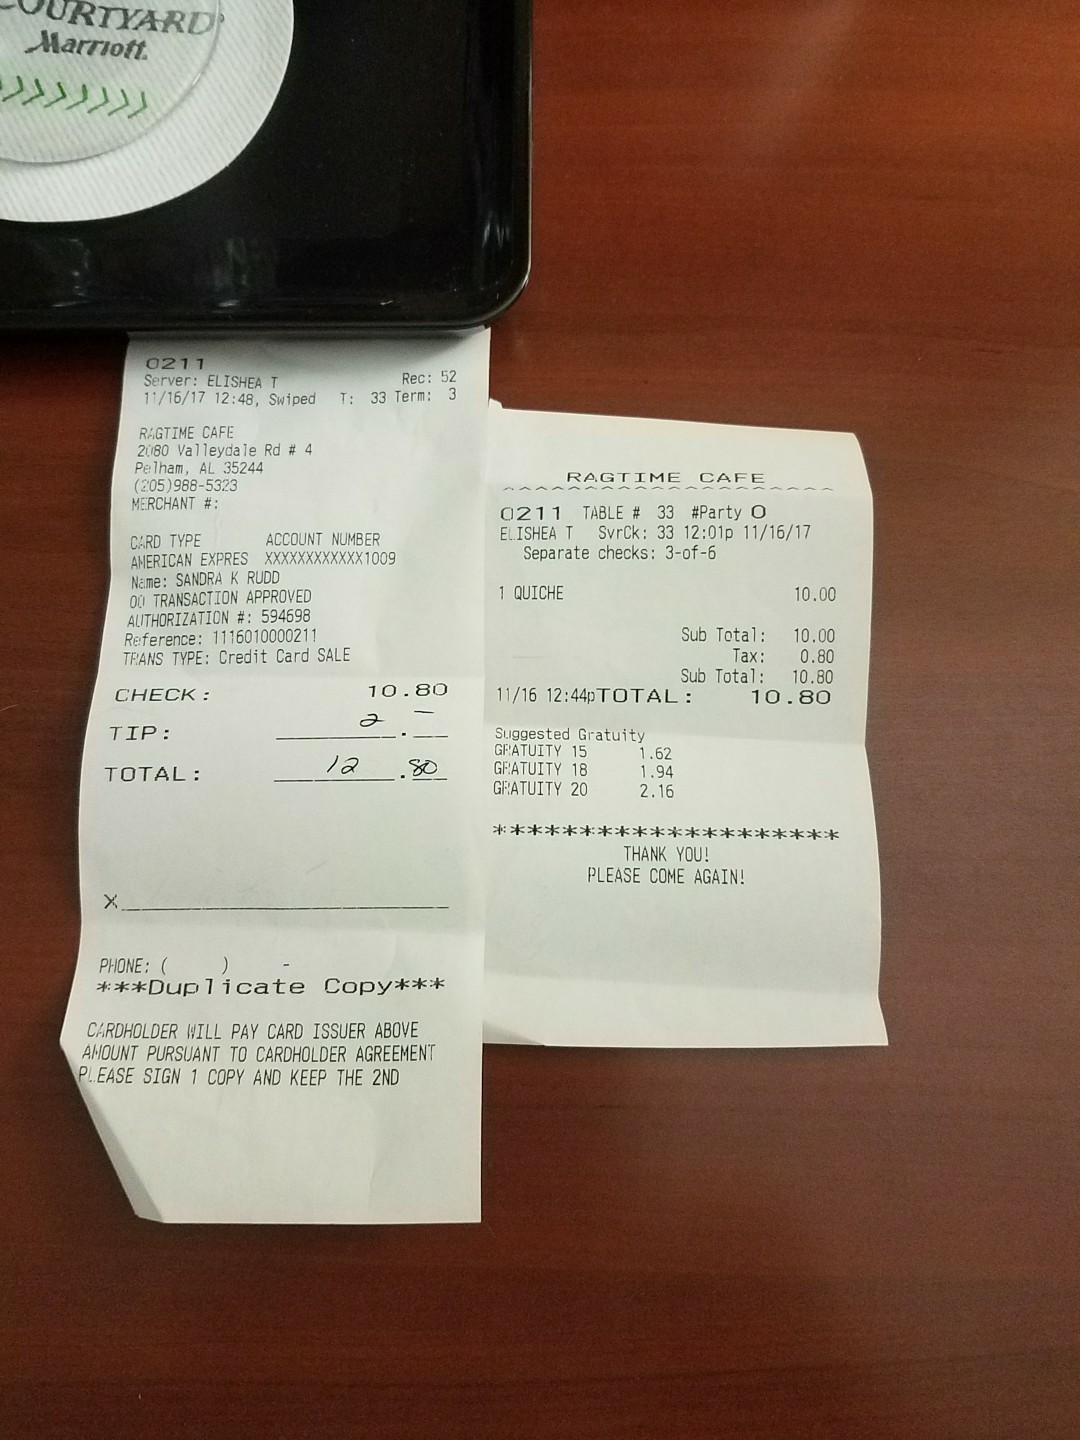 COURTYARD
Marriott
0211
Server: ELISHEA T Rec: 52
11/16/17 12:48, Swiped T: 33 Term: 3
RAGTIME CAFE
2080 Valleydale Rd # 4
Pelham, AL 35244
(205)988-5323
MERCHANT #:
CARD TYPE ACCOUNT NUMBER
AMERICAN EXPRES XXXXXXXXXXXX1009
Name: SANDRA K RUDD
00 TRANSACTION APPROVED
AUTHORIZATION #: 594698
Reference: 1116010000211
TRANS TYPE: Credit Card SALE
CHECK: 10.80
TIP: 2.—
TOTAL: 12.80
X
PHONE: ( ) -
***Duplicate Copy***
CARDHOLDER WILL PAY CARD ISSUER ABOVE
AMOUNT PURSUANT TO CARDHOLDER AGREEMENT
PLEASE SIGN 1 COPY AND KEEP THE 2ND
RAGTIME CAFE
0211 TABLE # 33 #Party 0
ELISHEA T SvrCk: 33 12:01p 11/16/17
Separate checks: 3-of-6
1 QUICHE 10.00
Sub Total: 10.00
Tax: 0.80
Sub Total: 10.80
11/16 12:44pTOTAL: 10.80
Suggested Gratuity
GRATUITY 15 1.62
GRATUITY 18 1.94
GRATUITY 20 2.16
********************
THANK YOU!
PLEASE COME AGAIN!